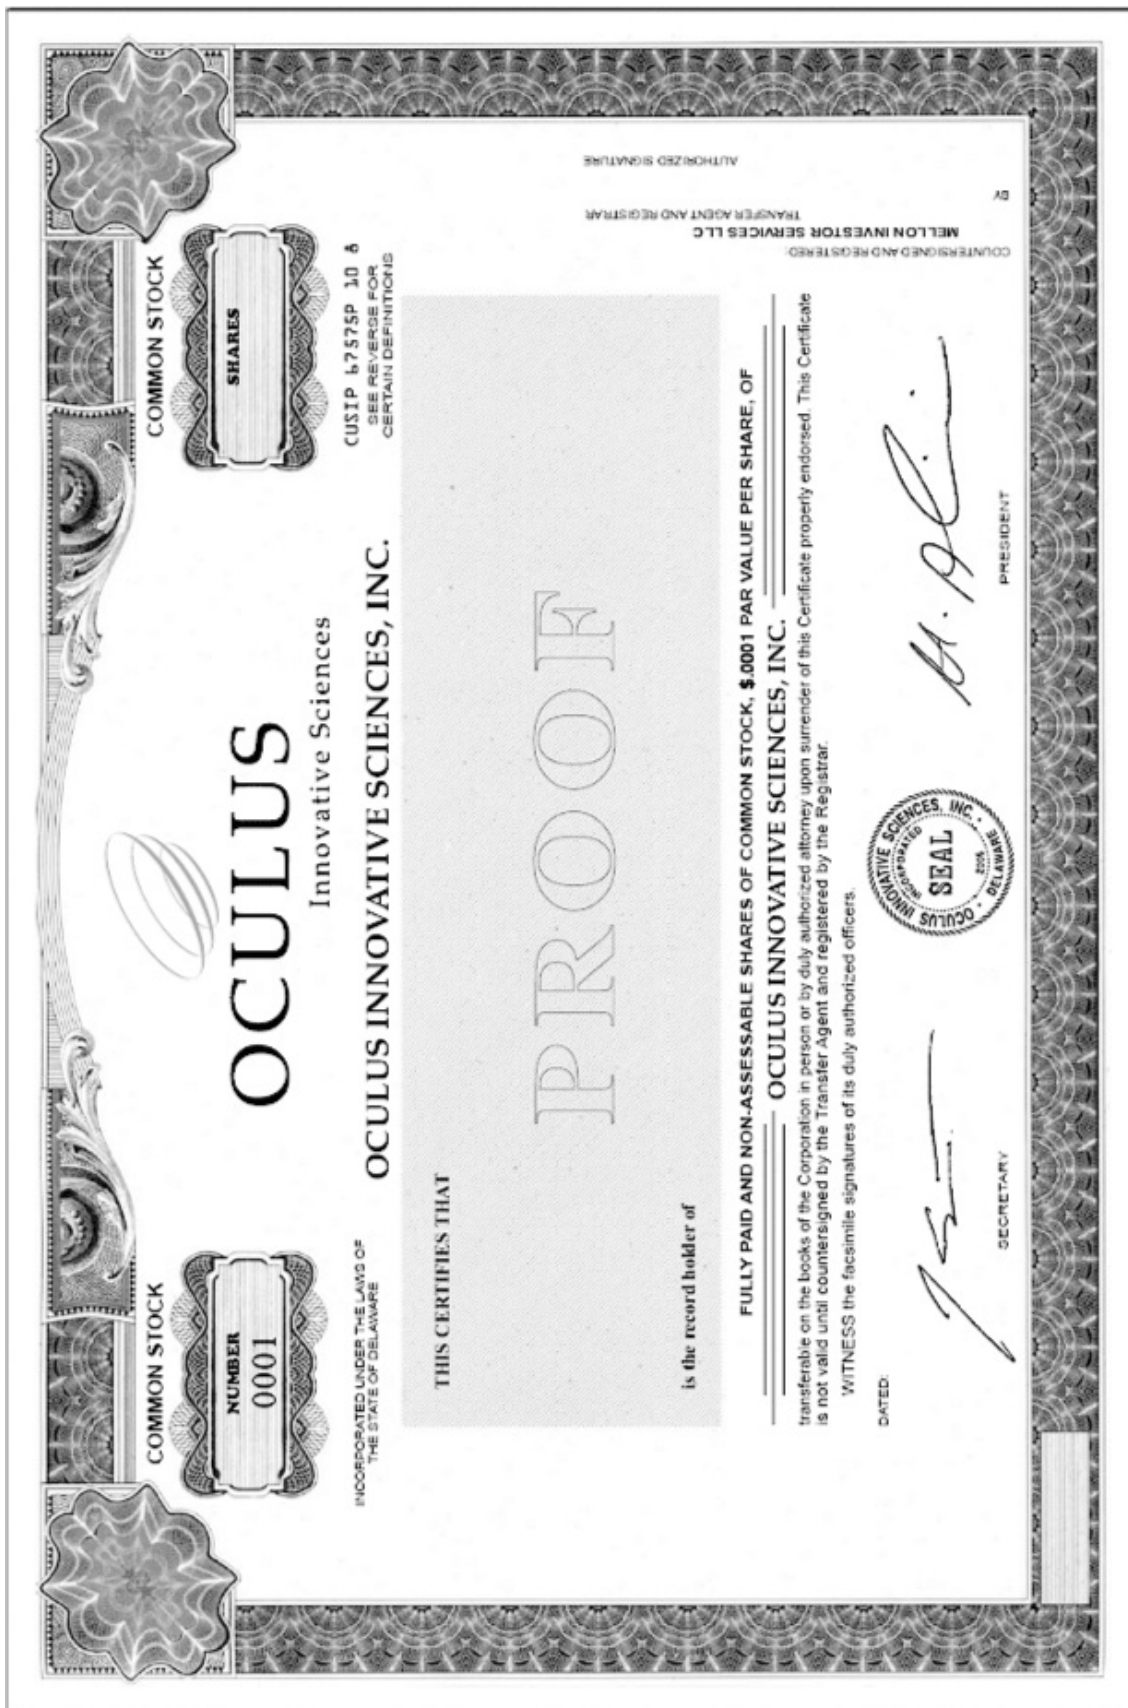 COMMON STOCK
COMMON STOCK
NUMBER
0001
SHARES
OCULUS
Innovative Sciences
INCORPORATED UNDER THE LAWS OF
THE STATE OF DELAWARE
OCULUS INNOVATIVE SCIENCES, INC.
CUSIP 67575P 10 8
SEE REVERSE FOR
CERTAIN DEFINITIONS
THIS CERTIFIES THAT
PROOF
is the record holder of
FULLY PAID AND NON-ASSESSABLE SHARES OF COMMON STOCK, $.0001 PAR VALUE PER SHARE, OF
OCULUS INNOVATIVE SCIENCES, INC.
transferable on the books of the Corporation in person or by duly authorized attorney upon surrender of this Certificate properly endorsed. This Certificate
is not valid until countersigned by the Transfer Agent and registered by the Registrar.
WITNESS the facsimile signatures of its duly authorized officers.
DATED:
OCULUS INNOVATIVE SCIENCES, INC. • DELAWARE •
INCORPORATED
SEAL
SECRETARY
PRESIDENT
COUNTERSIGNED AND REGISTERED:
MELLON INVESTOR SERVICES LLC
TRANSFER AGENT AND REGISTRAR
BY
AUTHORIZED SIGNATURE